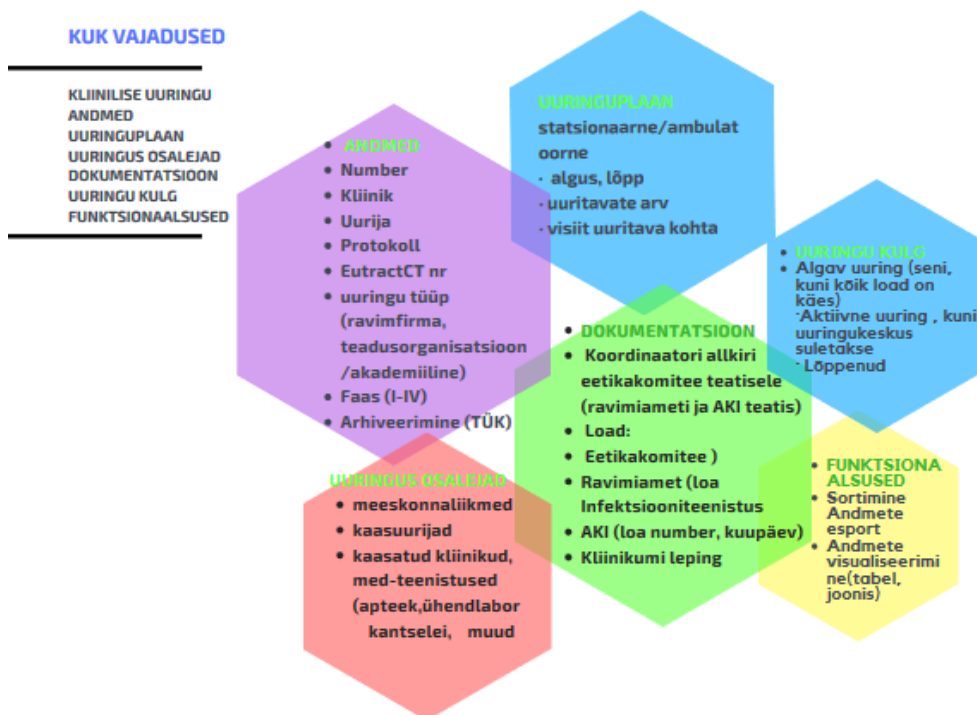 KUK VAJADUSED
KLIINILISE UURINGU
ANDMED
UURINGUPLAAN
UURINGUS OSALEJAD
DOKUMENTATSIOON
UURINGU KULG
FUNKTSIONAALSUSED
• ANDMED
• Number
• Kliinik
• Uurija
• Protokoll
• EutractCT nr
• uuringu tüüp
(ravimfirma,
teadusorganisatsioon
/akademiiline)
• Faas (I-IV)
• Arhiveerimine (TÜK)
UURINGUPLAAN
statsionaarne/ambulat
oorne
· algus, lõpp
· uuritavate arv
· visiit uuritava kohta
• UURINGU KULG
• Algav uuring (seni,
kuni kõik load on
käes)
·Aktiivne uuring , kuni
uuringukeskus
suletakse
· Lõppenud
• DOKUMENTATSIOON
• Koordinaatori allkiri
eetikakomitee teatisele
(ravimiameti ja AKI teatis)
• Load:
• Eetikakomitee )
• Ravimiamet (loa
Infektsiooniteenistus
• AKI (loa number, kuupäev)
• Kliinikumi leping
UURINGUS OSALEJAD
• meeskonnaliikmed
• kaasuurijad
• kaasatud kliinikud,
med-teenistused
(apteek,ühendlabor
kantselei, muud
• FUNKTSIONA
ALSUSED
• Sortimine
Andmete
esport
• Andmete
visualiseerimi
ne(tabel,
joonis)